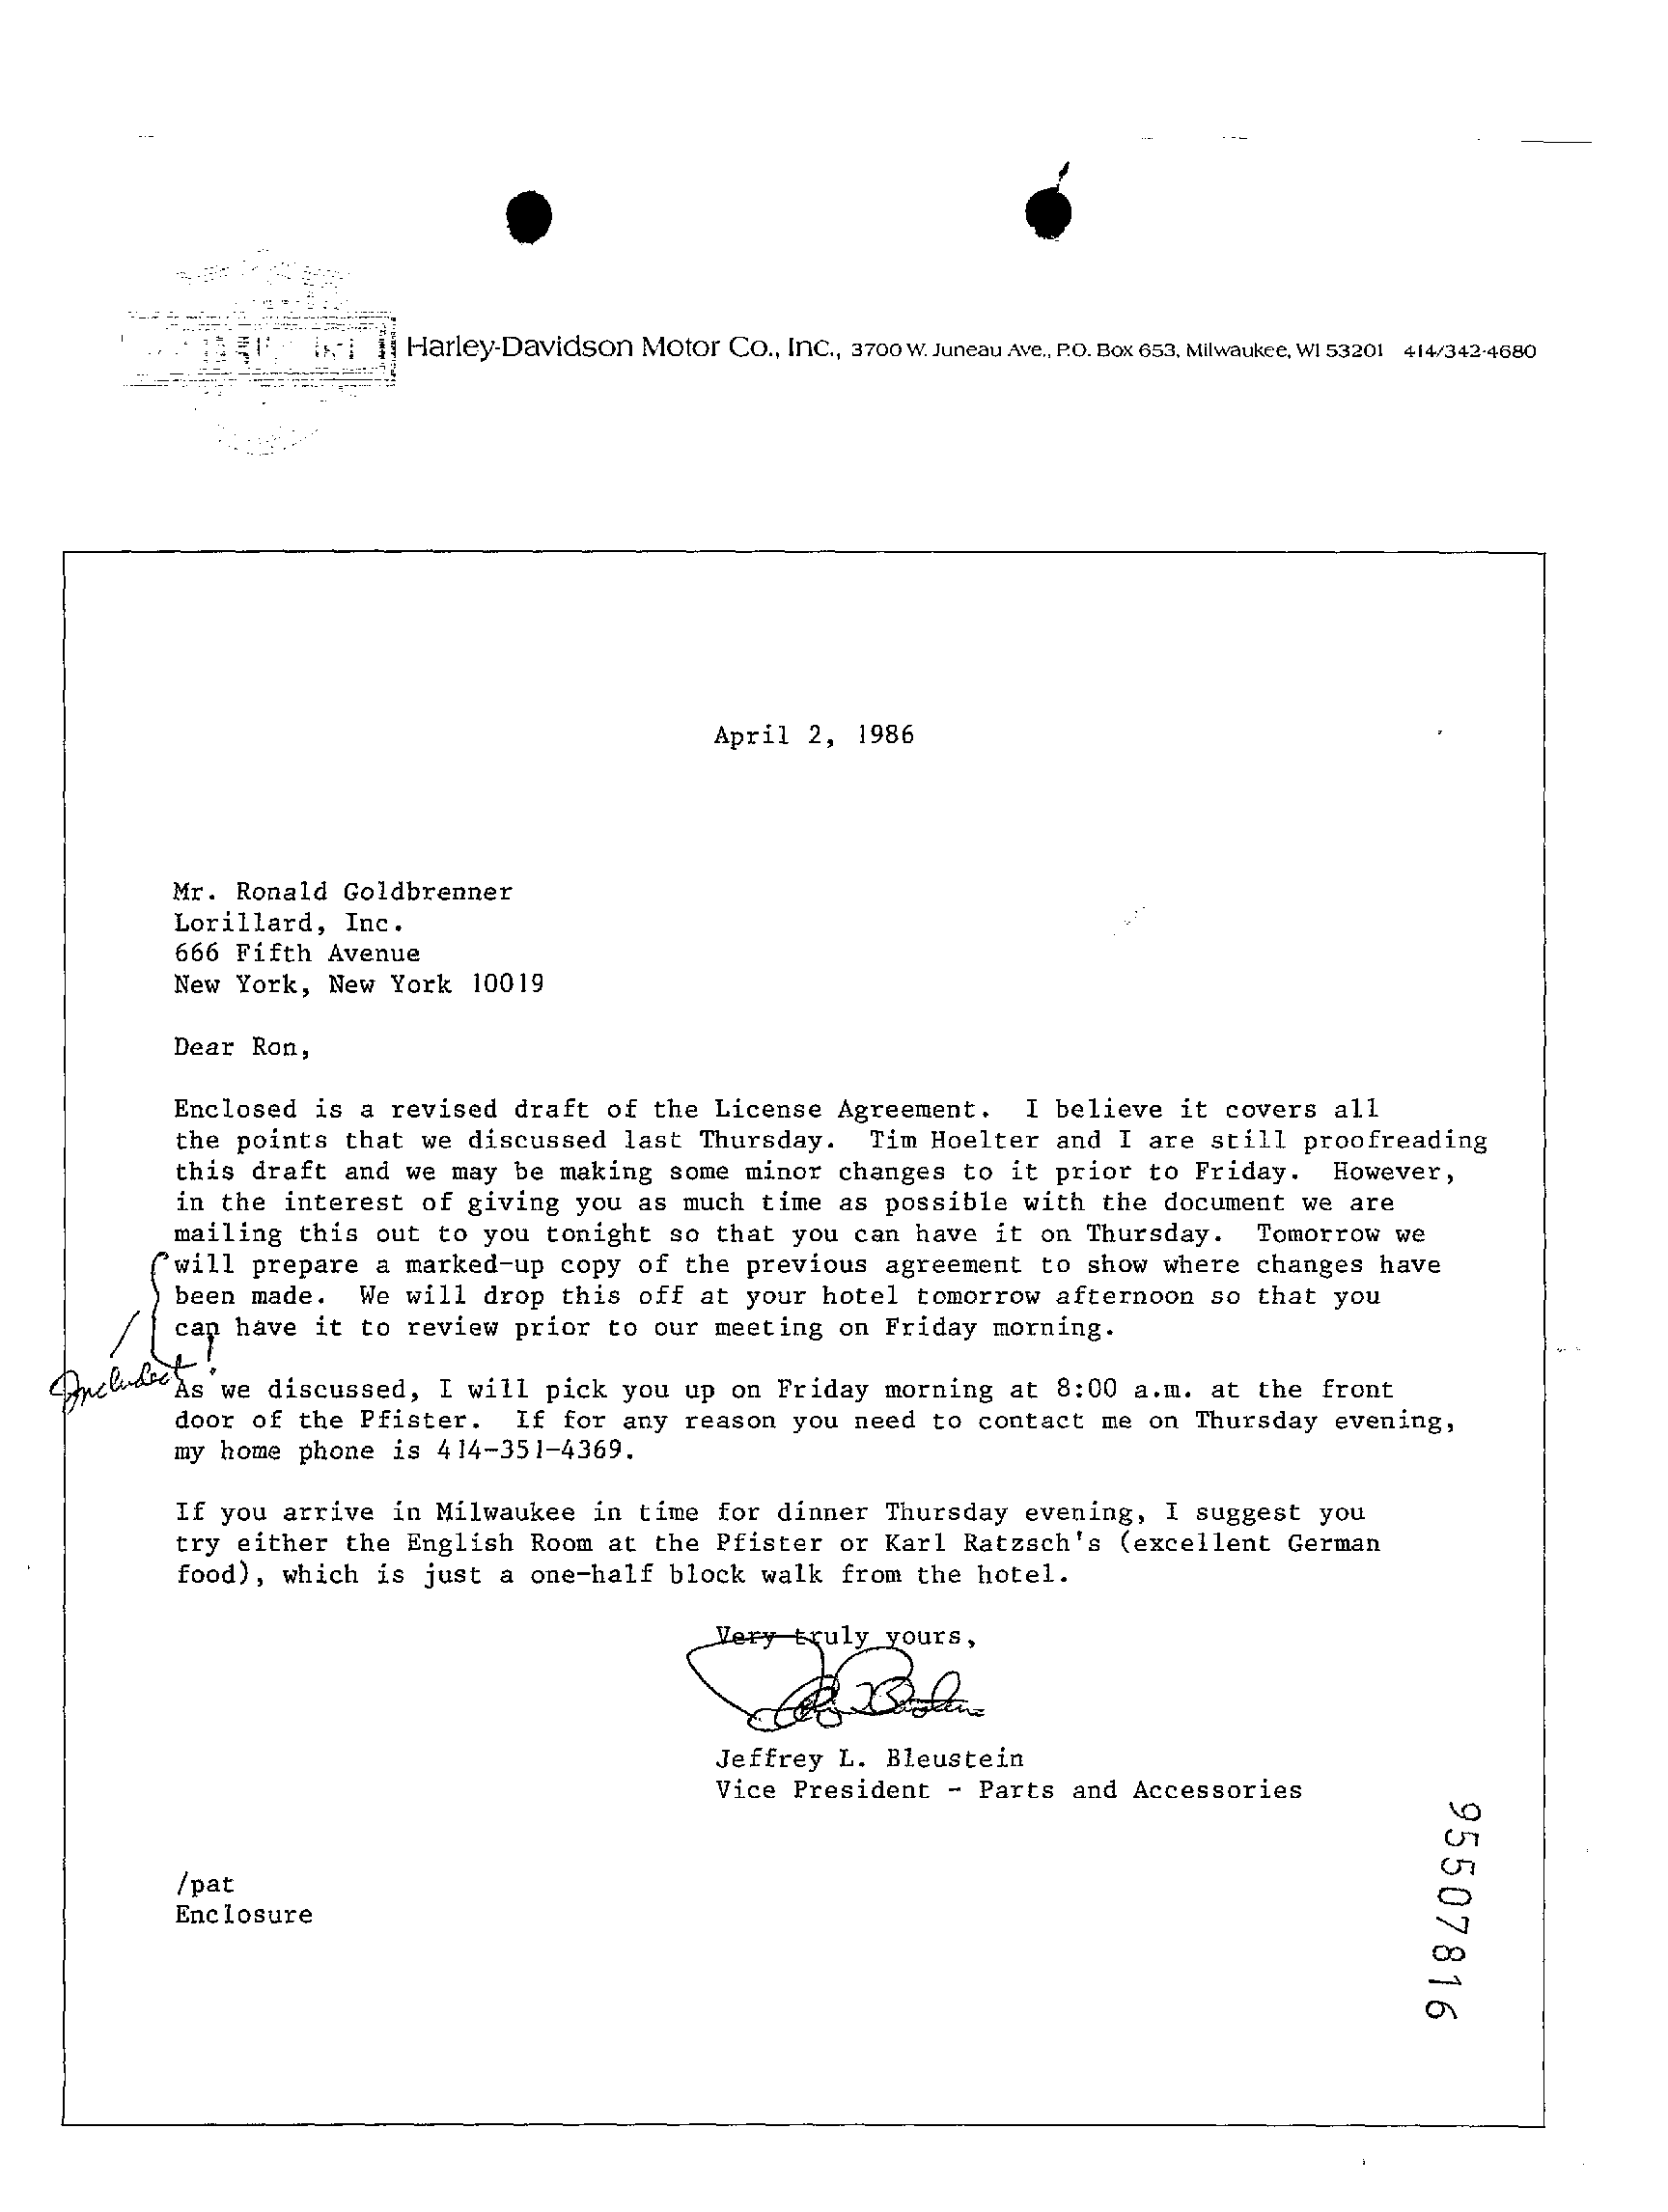 Harley-Davidson Motor Co., Inc., 3700 W. Juneau Ave., P.O. Box 653, Milwaukee, WI 53201 414/342-4680
April 2, 1986
Mr. Ronald Goldbrenner
Lorillard, Inc.
666 Fifth Avenue
New York, New York 10019
Dear Ron,
Enclosed is a revised draft of the License Agreement. I believe it covers all
the points that we discussed last Thursday. Tim Hoelter and I are still proofreading
this draft and we may be making some minor changes to it prior to Friday. However,
in the interest of giving you as much time as possible with the document we are
mailing this out to you tonight so that you can have it on Thursday. Tomorrow we
will prepare a marked-up copy of the previous agreement to show where changes have
been made. We will drop this off at your hotel tomorrow afternoon so that you
can have it to review prior to our meeting on Friday morning.
Included!
As we discussed, I will pick you up on Friday morning at 8:00 a.m. at the front
door of the Pfister. If for any reason you need to contact me on Thursday evening,
my home phone is 414-351-4369.
If you arrive in Milwaukee in time for dinner Thursday evening, I suggest you
try either the English Room at the Pfister or Karl Ratzsch's (excellent German
food), which is just a one-half block walk from the hotel.
Very truly yours,
Jeffrey L. Bleustein
Vice President - Parts and Accessories
/pat
Enclosure
95507816